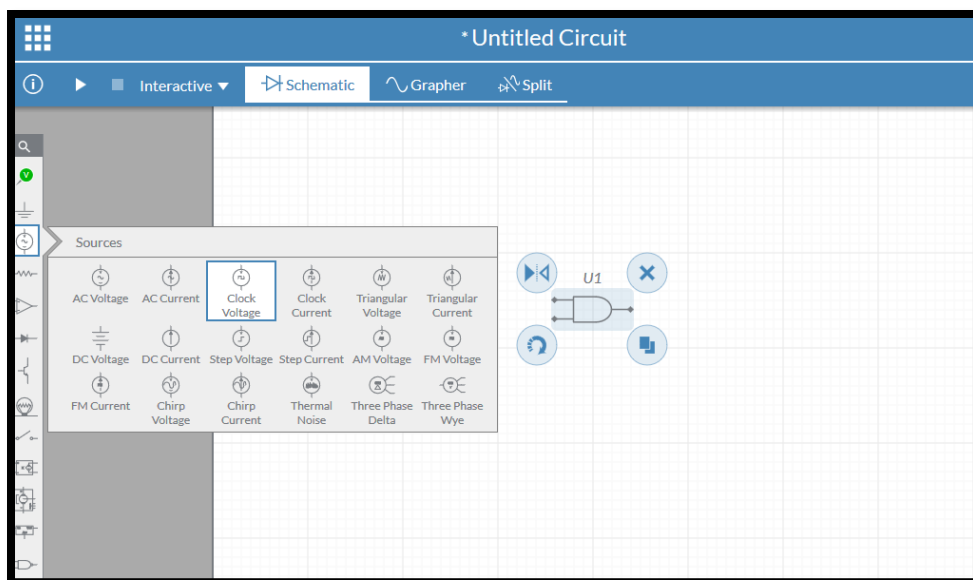 *Untitled Circuit
Interactive Schematic Grapher Split
V
Sources
U1
AC Voltage AC Current Clock Voltage Clock Current Triangular Voltage Triangular Current
DC Voltage DC Current Step Voltage Step Current AM Voltage FM Voltage
FM Current Chirp Voltage Chirp Current Thermal Noise Three Phase Delta Three Phase Wye